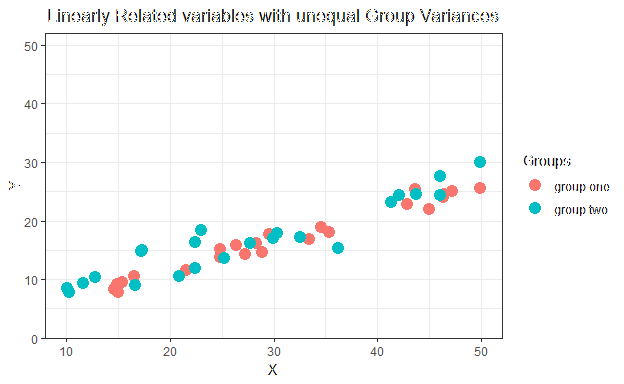 Linearly Related variables with unequal Group Variances
50
40
30
20
10
0
Y
10 20 30 40 50
X
Groups
group one
group two